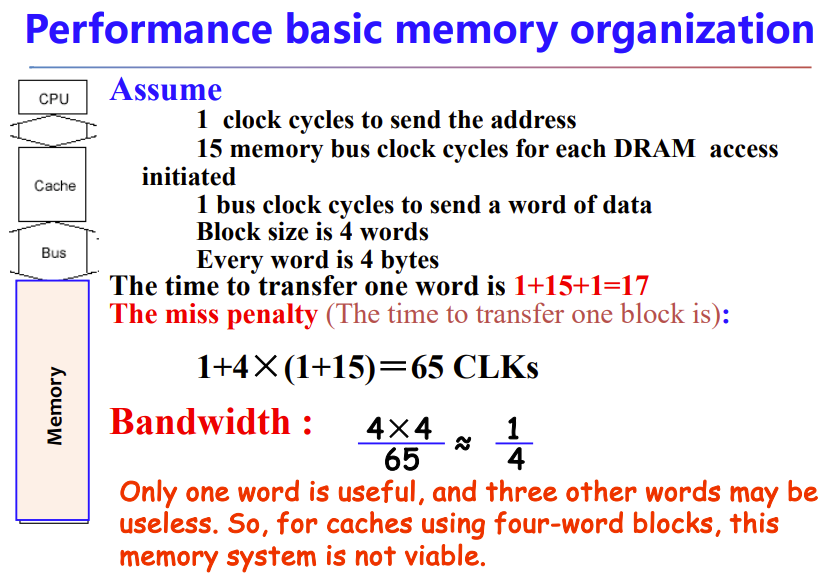 Performance basic memory organization
CPU
Cache
Bus
Memory
Assume
1 clock cycles to send the address
15 memory bus clock cycles for each DRAM access
initiated
1 bus clock cycles to send a word of data
Block size is 4 words
Every word is 4 bytes
The time to transfer one word is 1+15+1=17
The miss penalty (The time to transfer one block is):
1+4×(1+15)=65 CLKs
Bandwidth :
4×4
65
≈
1
4
Only one word is useful, and three other words may be
useless. So, for caches using four-word blocks, this
memory system is not viable.